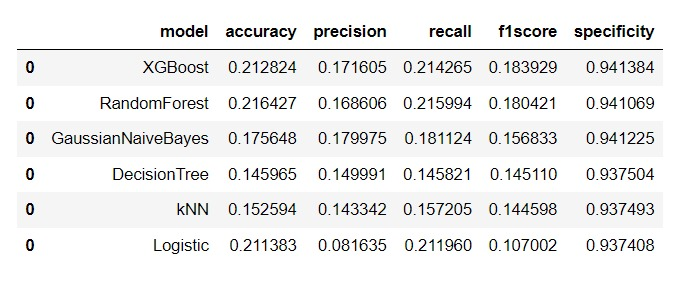 model accuracy precision recall f1score specificity
0 XGBoost 0.212824 0.171605 0.214265 0.183929 0.941384
0 RandomForest 0.216427 0.168606 0.215994 0.180421 0.941069
0 GaussianNaiveBayes 0.175648 0.179975 0.181124 0.156833 0.941225
0 DecisionTree 0.145965 0.149991 0.145821 0.145110 0.937504
0 kNN 0.152594 0.143342 0.157205 0.144598 0.937493
0 Logistic 0.211383 0.081635 0.211960 0.107002 0.937408